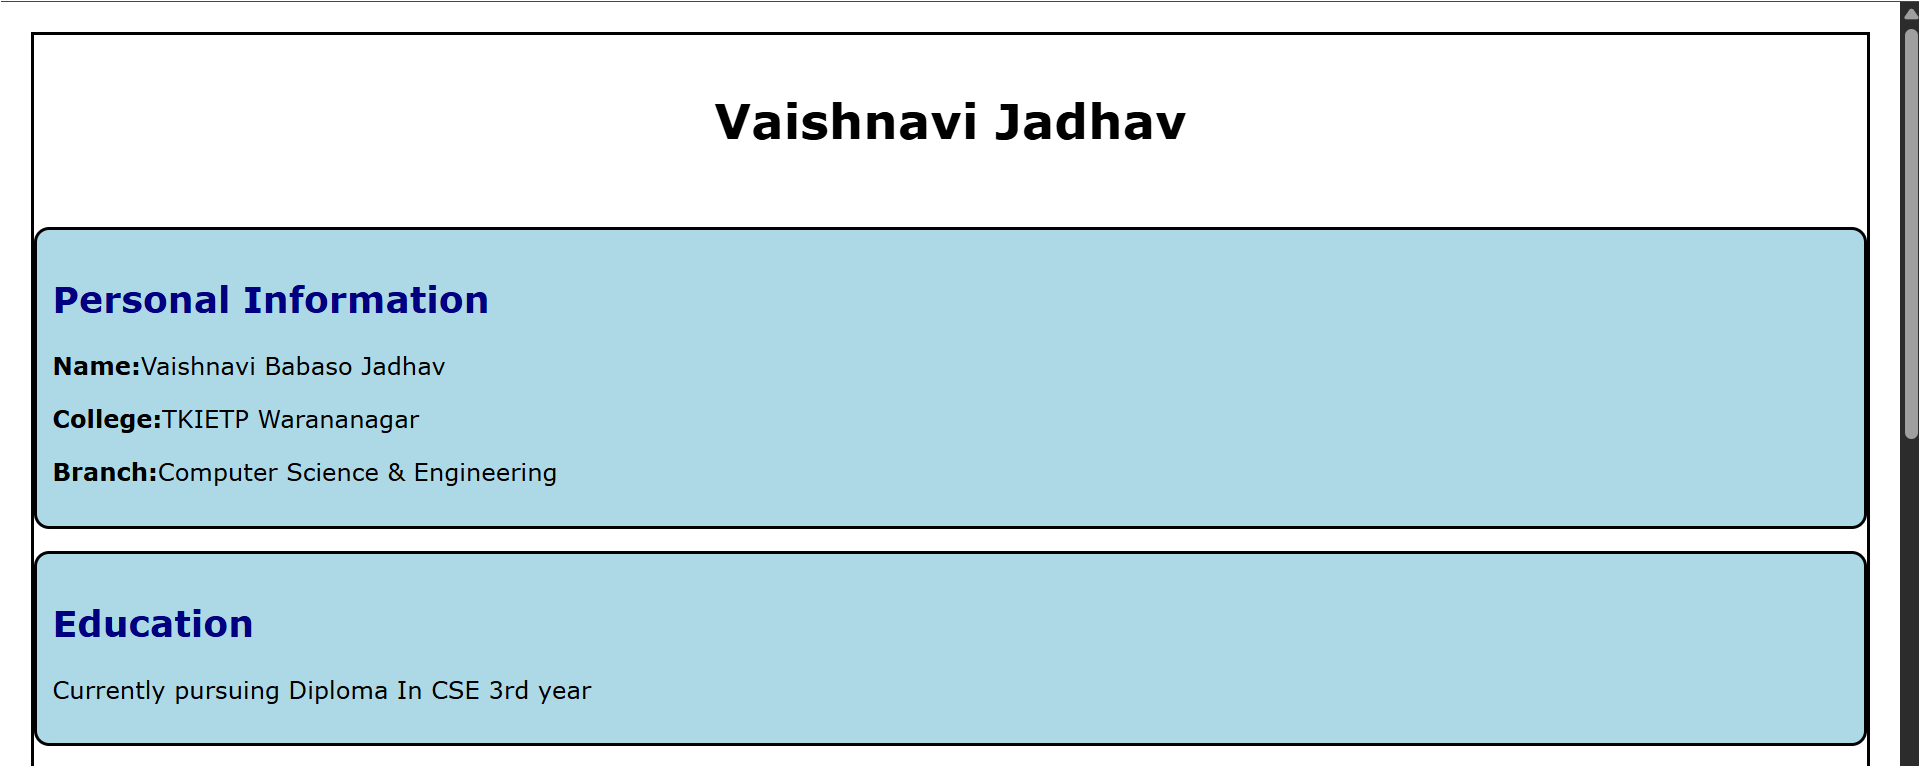 Vaishnavi Jadhav
Personal Information
Name:Vaishnavi Babaso Jadhav
College:TKIETP Warananagar
Branch:Computer Science & Engineering
Education
Currently pursuing Diploma In CSE 3rd year